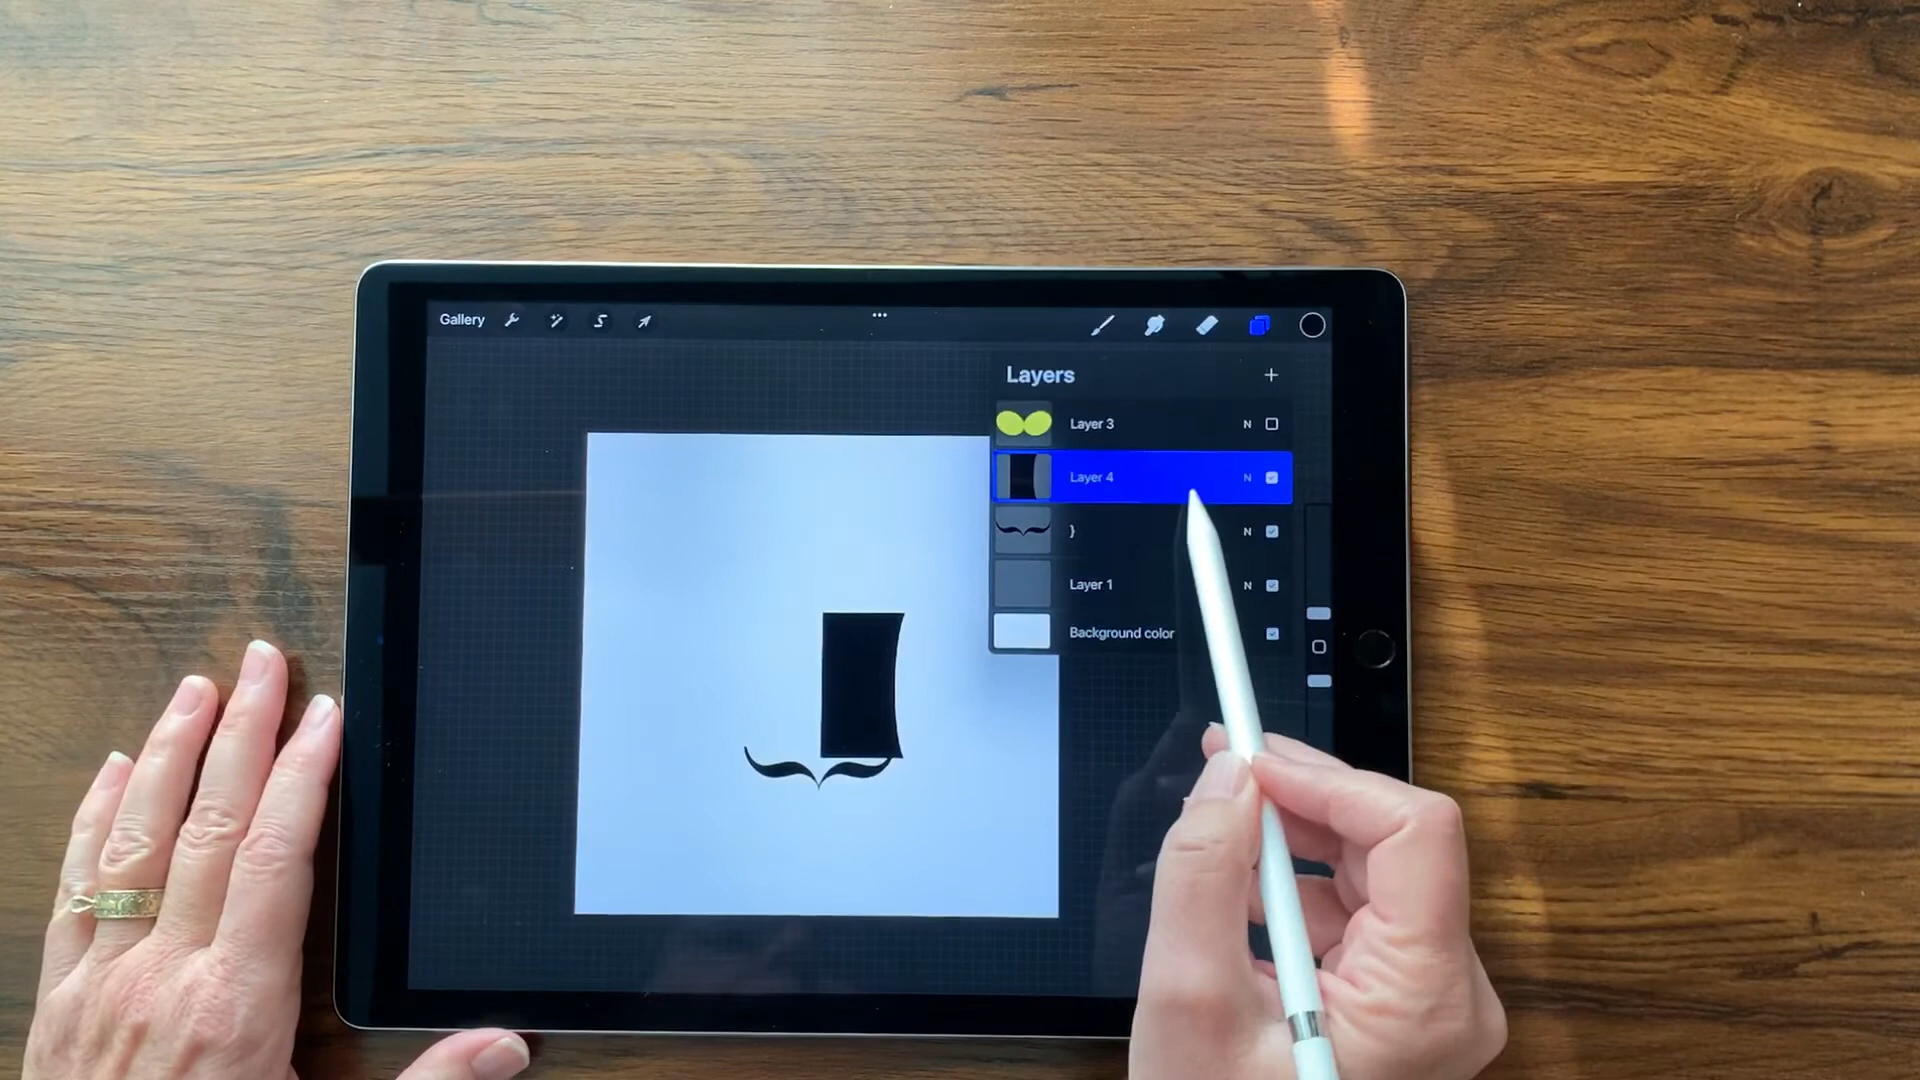 Gallery
Layers
Layer 3 N
Layer 4 N
} N
Layer 1 N
Background color